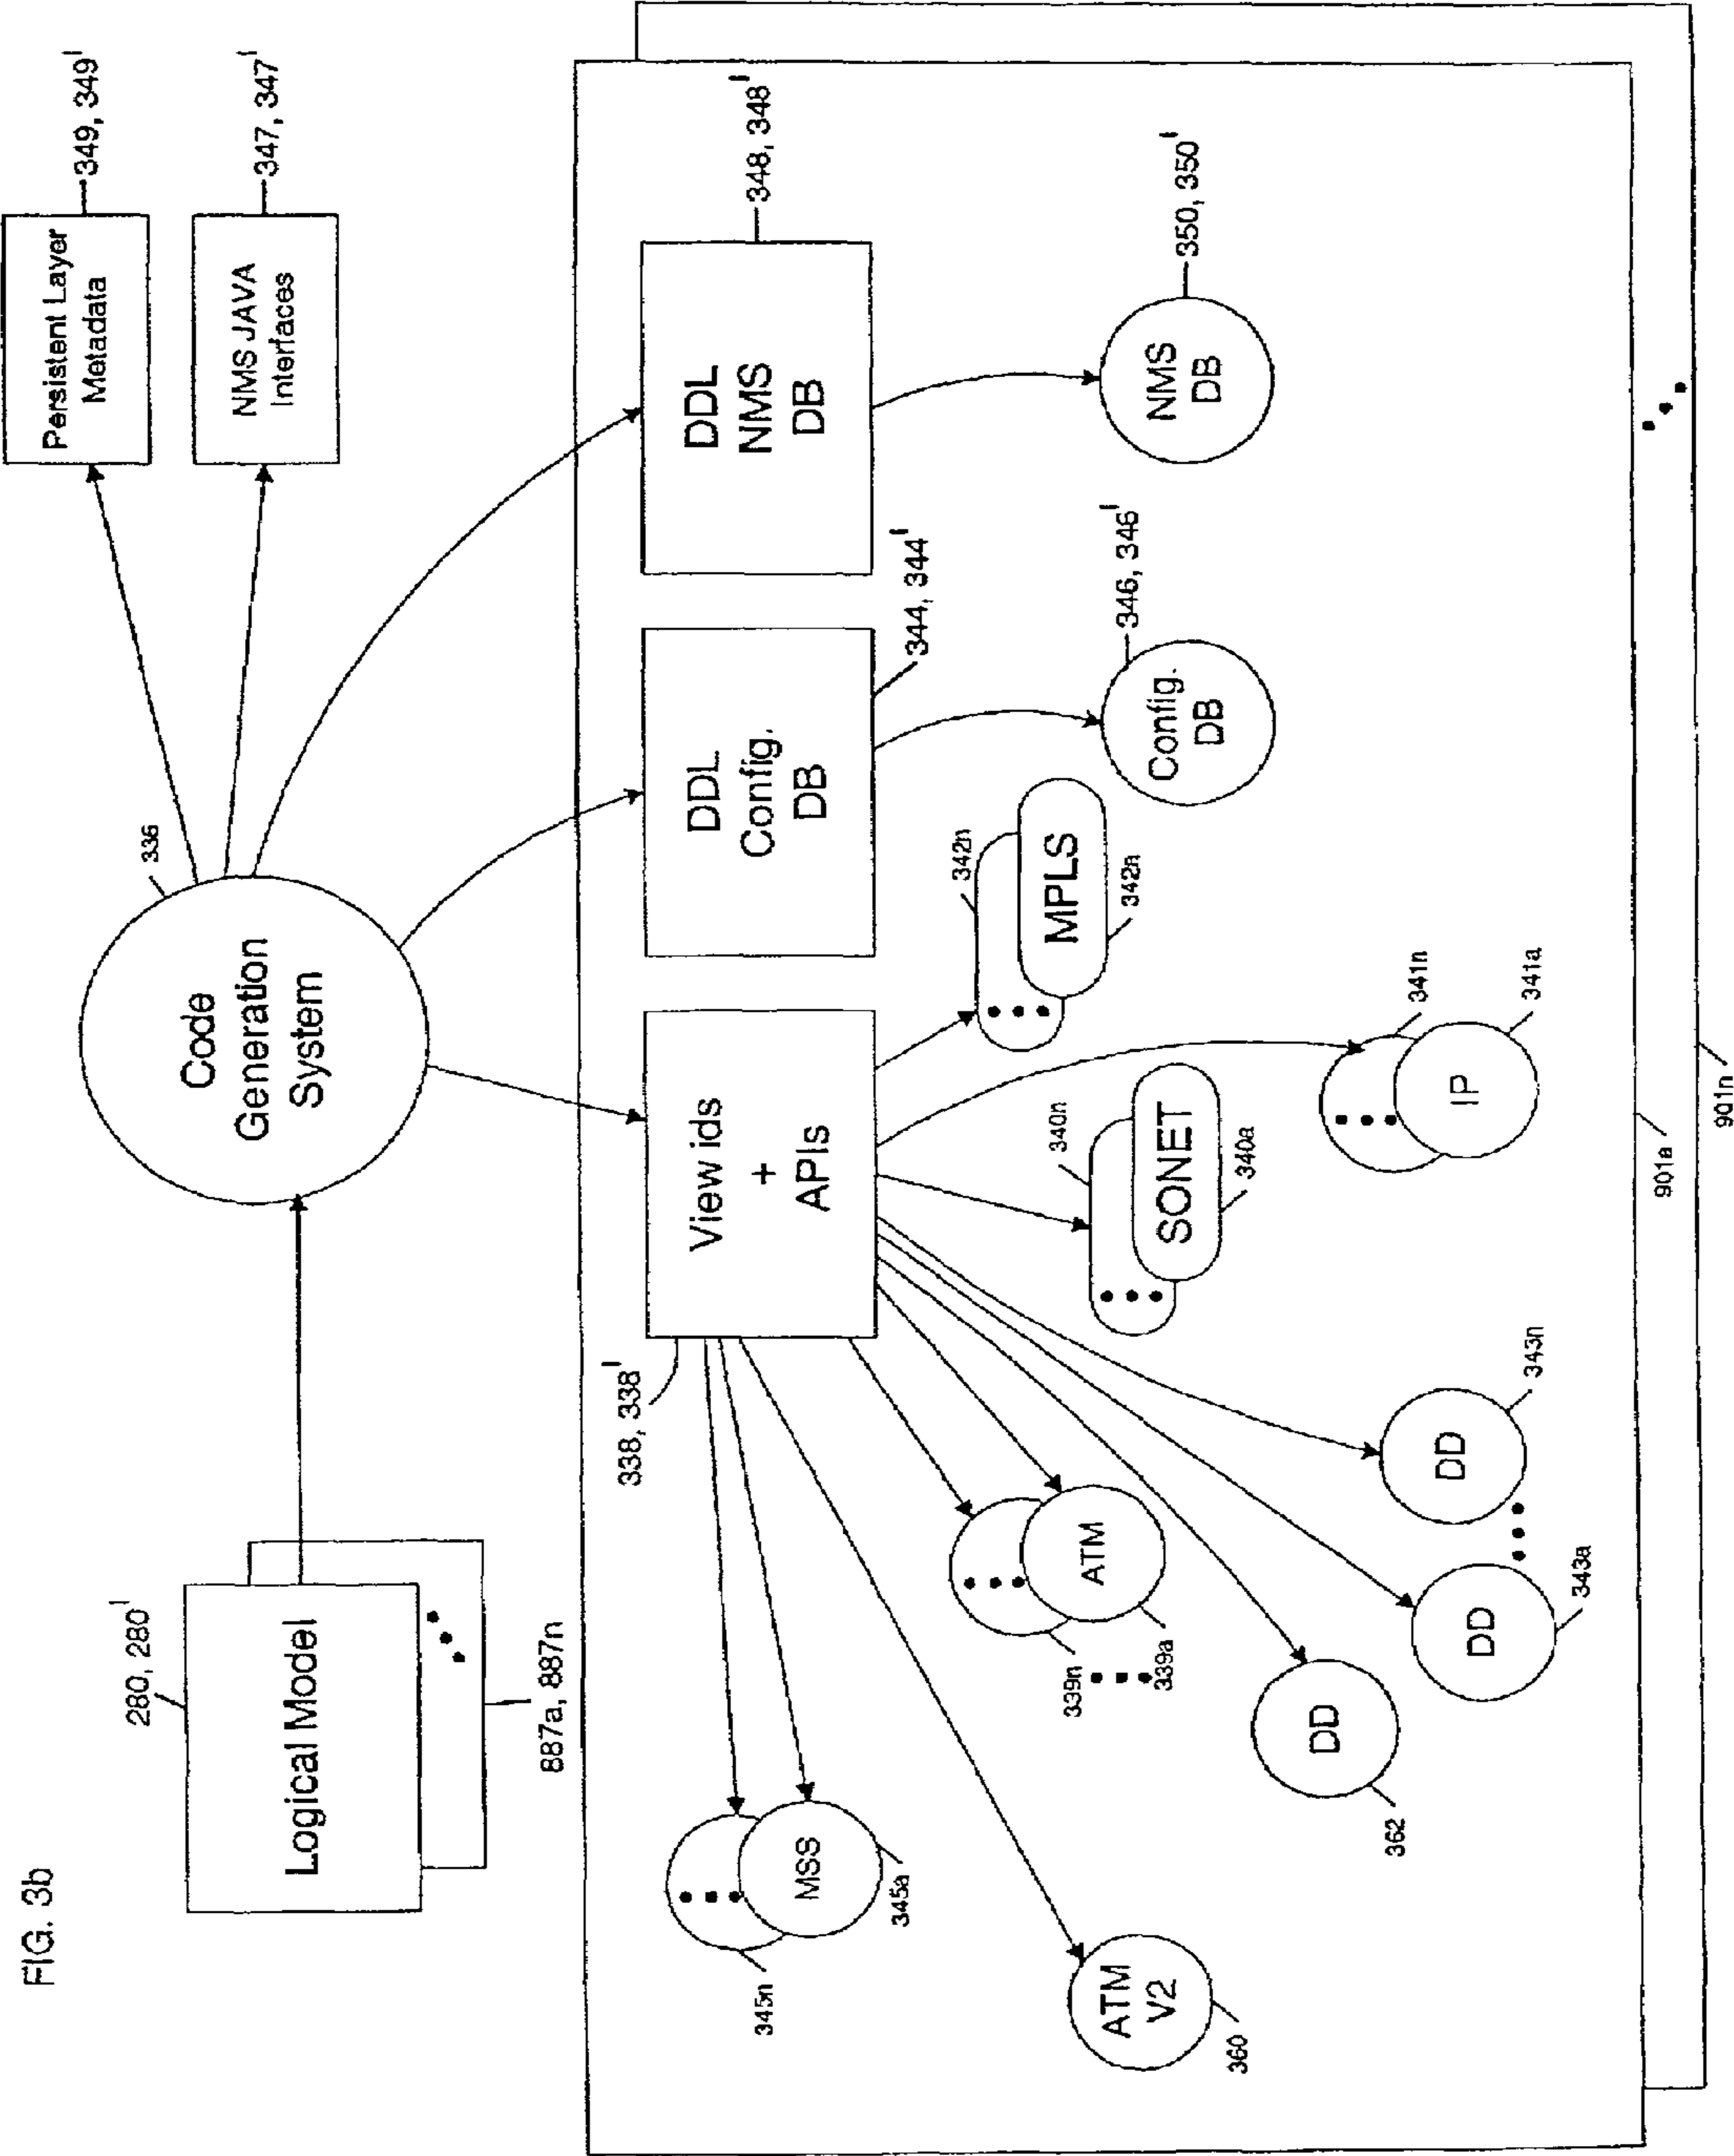 FIG. 3b
280, 280'
Logical Model
887a, 887n
336
Code
Generation
System
Persistent Layer
Metadata
349, 349'
NMS JAVA
Interfaces
347, 347'
338, 338'
View ids
+
APIs
DDL
Config.
DB
344, 344'
DDL
NMS
DB
348, 348'
345n
MSS
345a
ATM
V2
360
339n
339a
ATM
DD
362
DD
343a
DD
343n
340n
SONET
340a
342n
MPLS
342a
341n
IP
341a
Config.
DB
346, 346'
NMS
DB
350, 350'
901a
901n